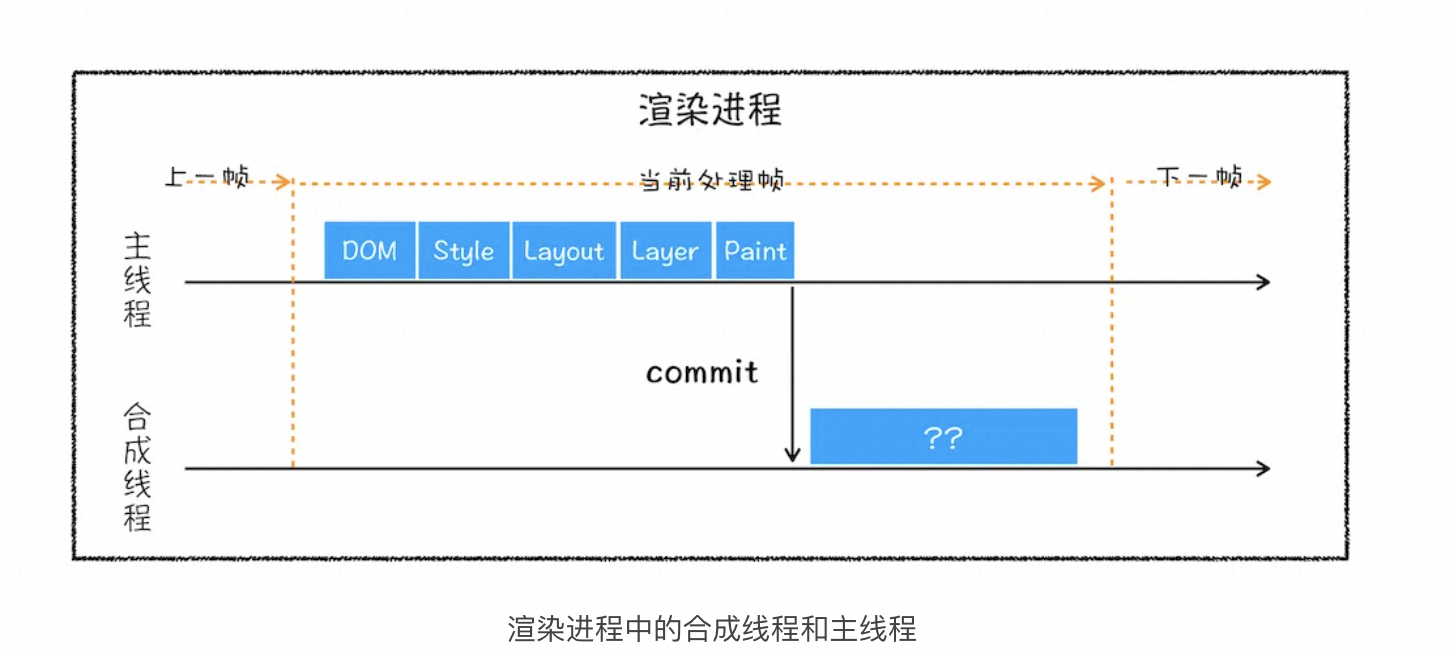 渲染进程
上一帧
当前处理帧
下一帧
主线程
DOM
Style
Layout
Layer
Paint
commit
合成线程
??
渲染进程中的合成线程和主线程